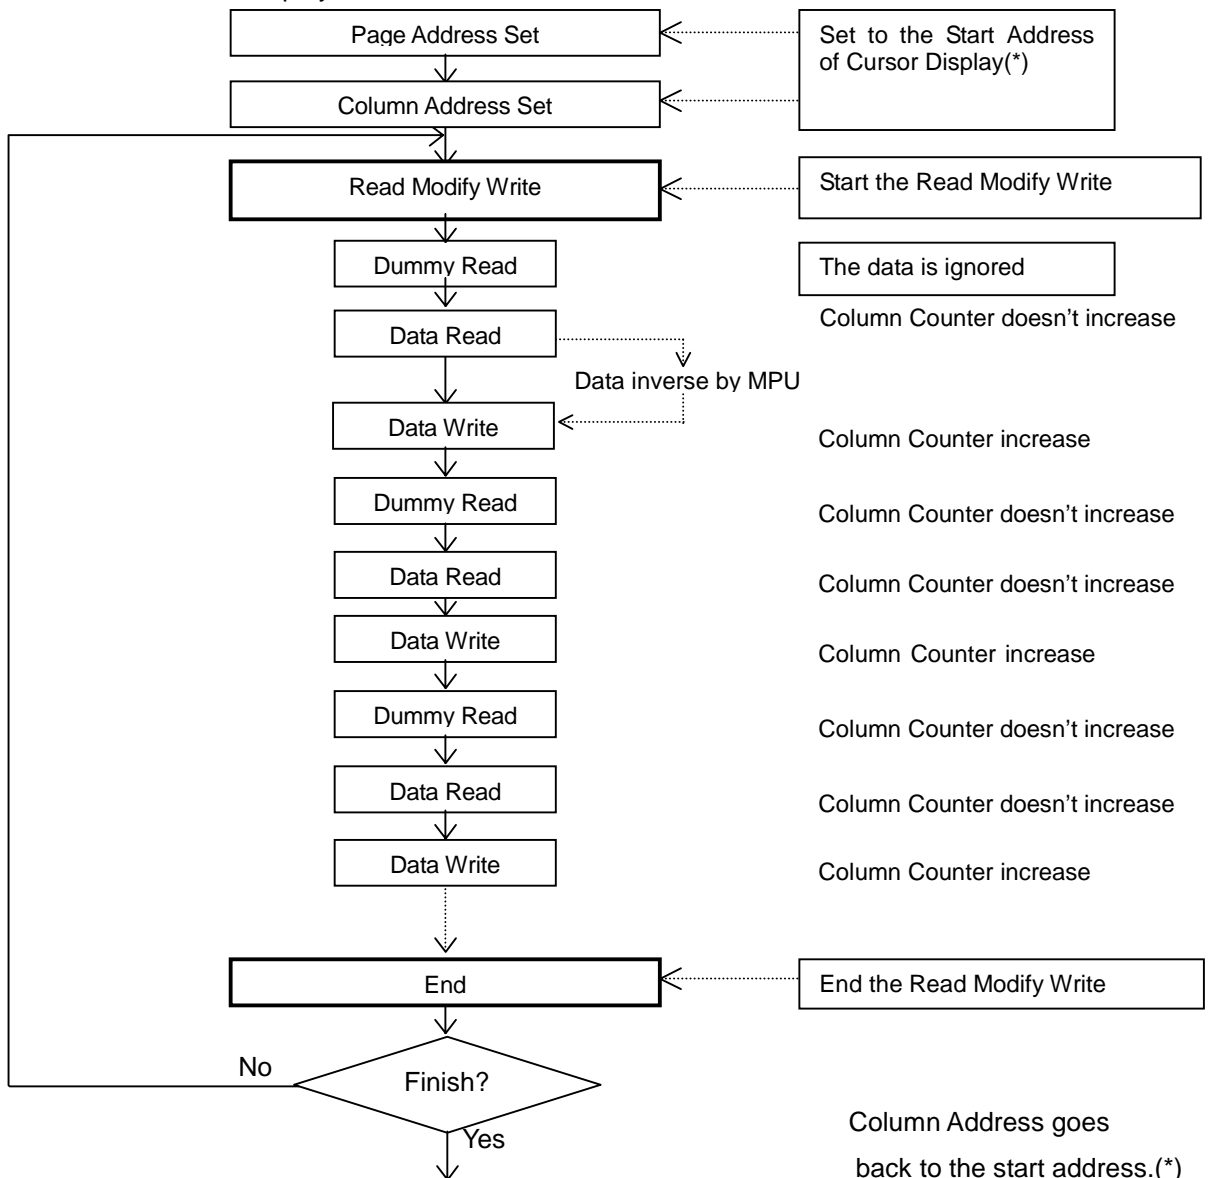 Page Address Set
Set to the Start Address
of Cursor Display(*)
Column Address Set
Read Modify Write
Start the Read Modify Write
Dummy Read
The data is ignored
Data Read
Column Counter doesn’t increase
Data inverse by MPU
Data Write
Column Counter increase
Dummy Read
Column Counter doesn’t increase
Data Read
Column Counter doesn’t increase
Data Write
Column Counter increase
Dummy Read
Column Counter doesn’t increase
Data Read
Column Counter doesn’t increase
Data Write
Column Counter increase
End
End the Read Modify Write
No
Finish?
Yes
Column Address goes
back to the start address.(*)